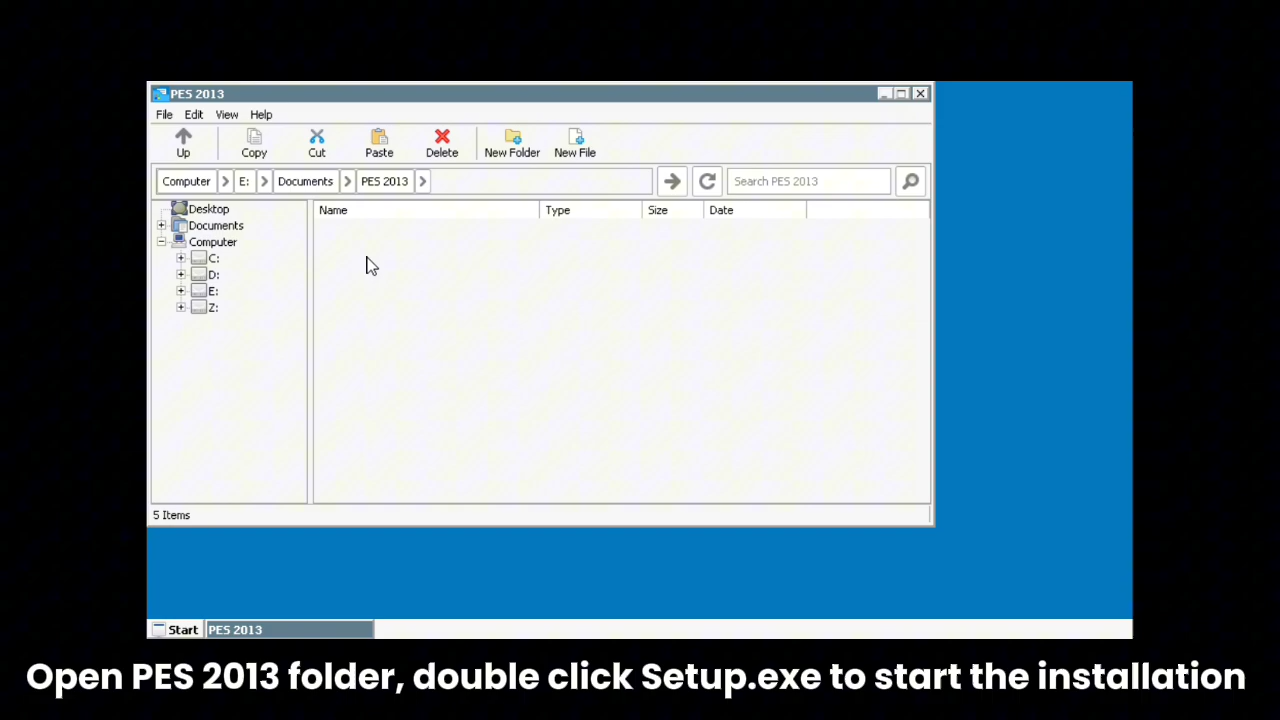 PES 2013
File Edit View Help
Up Copy Cut Paste Delete New Folder New File
Computer E: Documents PES 2013 Search PES 2013
Name Type Size Date
Desktop
Documents
Computer
C:
D:
E:
Z:
5 Items
Start PES 2013
Open PES 2013 folder, double click Setup.exe to start the installation